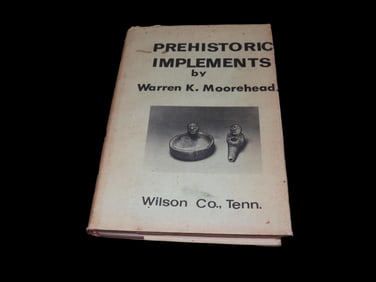 PREHISTORIC
IMPLEMENTS
by
Warren K. Moorehead.
Wilson Co., Tenn.